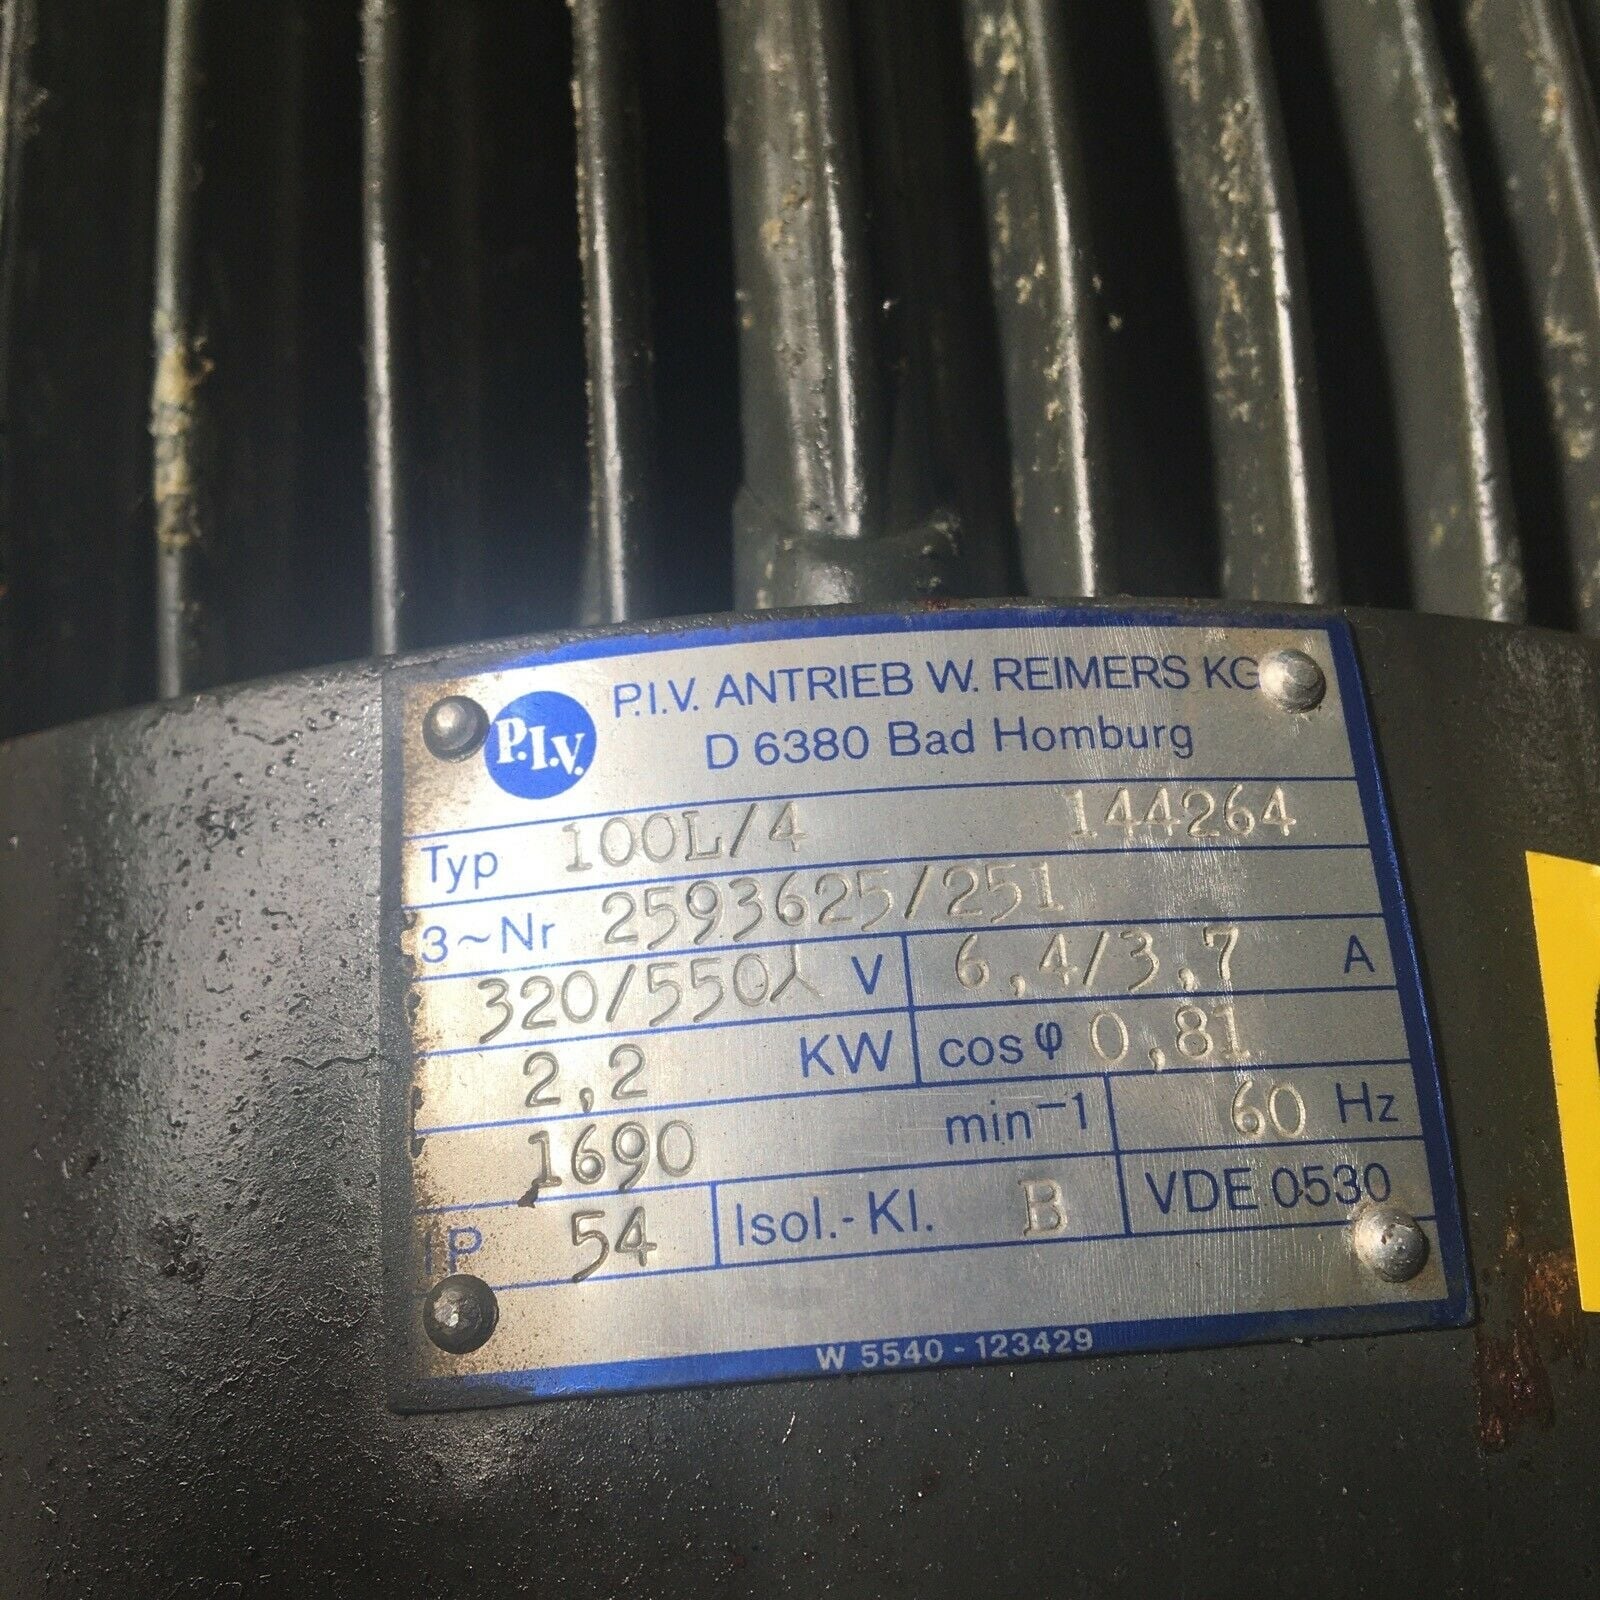 P.I.V. ANTRIEB W. REIMERS KG
P.I.V.
D 6380 Bad Homburg
Typ 100L/4 144264
3~Nr 2593625/251
320/550⅄ V 6,4/3,7 A
2,2 KW cos φ 0,81
1690 min⁻¹ 60 Hz
IP 54 Isol.-Kl. B VDE 0530
W 5540 - 123429